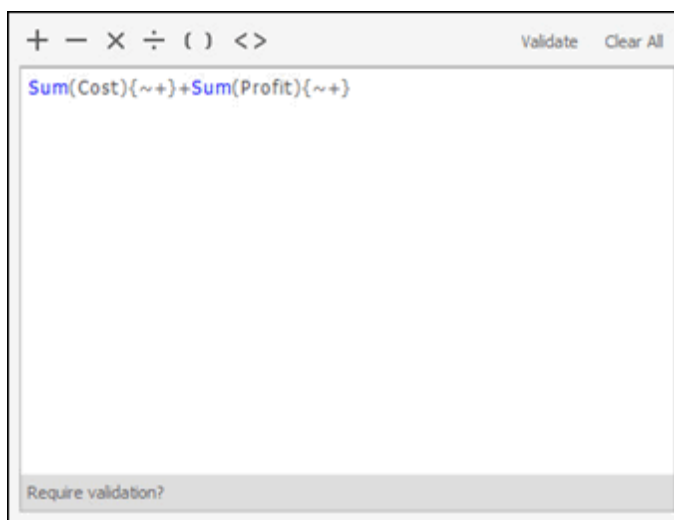 + − × ÷ ( ) <> Validate Clear All
Sum(Cost){~+}+Sum(Profit){~+}
Require validation?